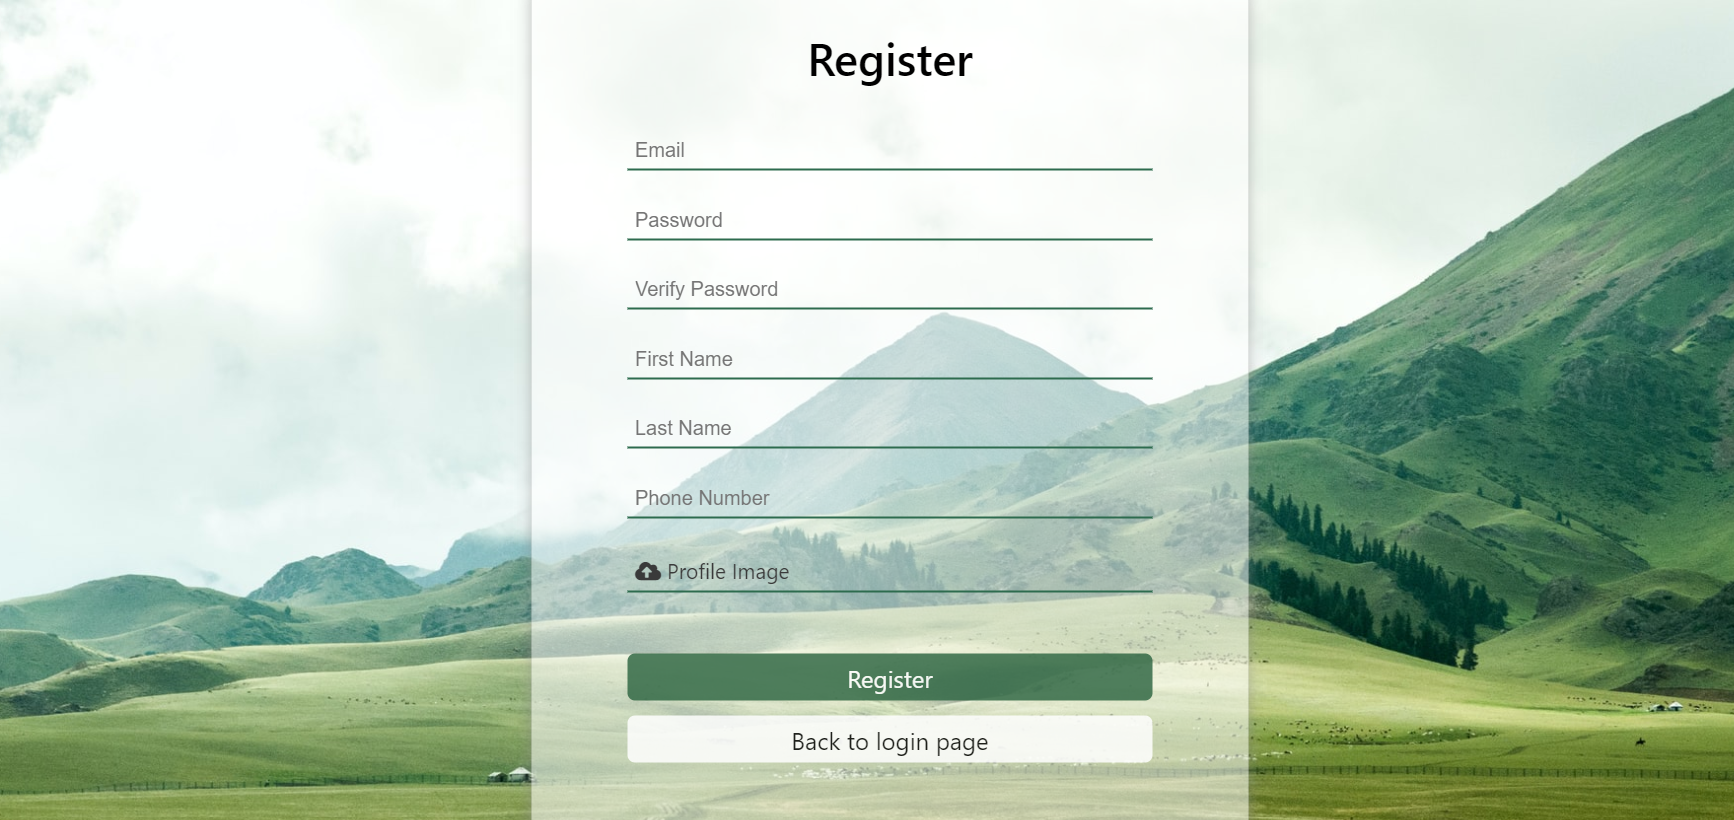 Register
Email
Password
Verify Password
First Name
Last Name
Phone Number
Profile Image
Register
Back to login page